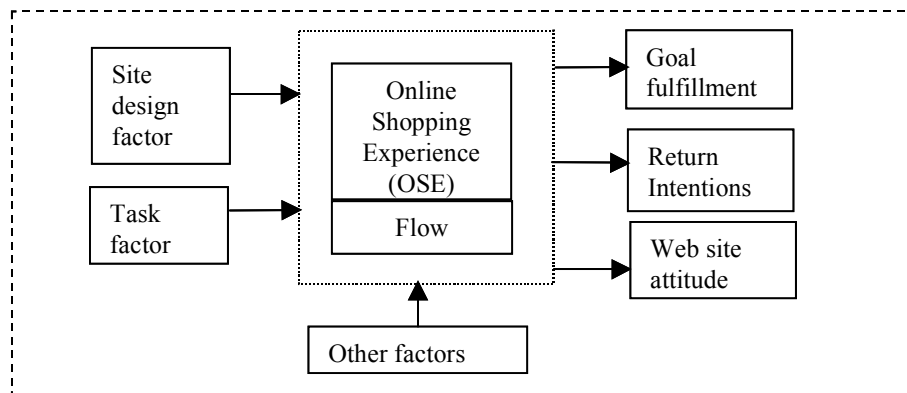 Site
design
factor
Task
factor
Online
Shopping
Experience
(OSE)
Flow
Other factors
Goal
fulfillment
Return
Intentions
Web site
attitude